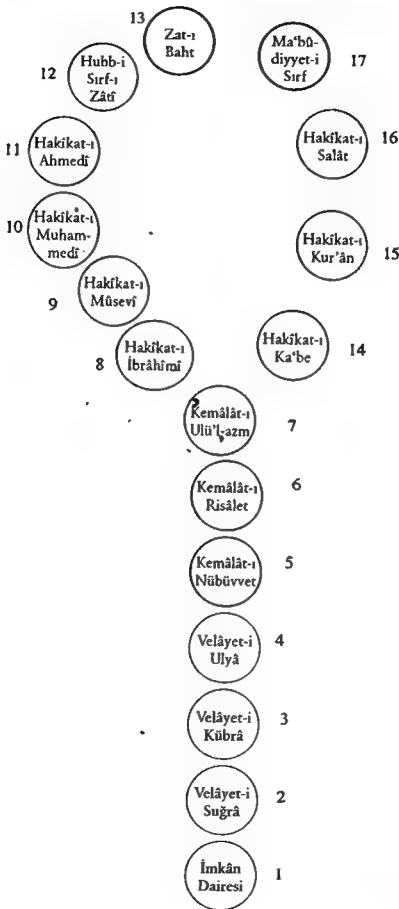 13
Zat-ı
Baht
12
Hubb-i
Sırf-ı
Zâtî
Ma'bû-
diyyet-i
Sırf
17
11
Hakîkat-ı
Ahmedî
Hakîkat-ı
Salât
16
10
Hakîkat-ı
Muham-
medî
Hakîkat-ı
Kur'ân
15
9
Hakîkat-ı
Mûsevî
8
Hakîkat-ı
İbrâhîmî
Hakîkat-ı
Ka'be
14
Kemâlât-ı
Ulü'l-azm
7
Kemâlât-ı
Risâlet
6
Kemâlât-ı
Nübüvvet
5
Velâyet-i
Ulyâ
4
Velâyet-i
Kübrâ
3
Velâyet-i
Suğrâ
2
İmkân
Dairesi
1